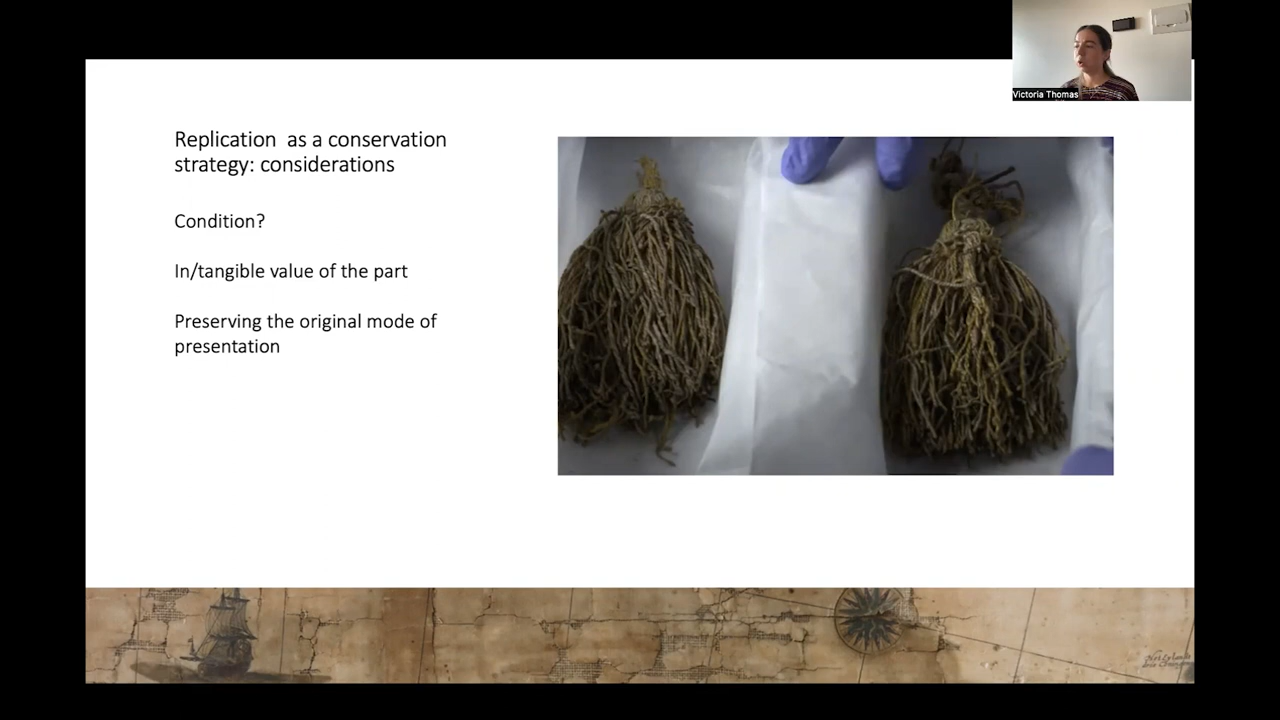 Victoria Thomas
Replication as a conservation
strategy: considerations
Condition?
In/tangible value of the part
Preserving the original mode of
presentation